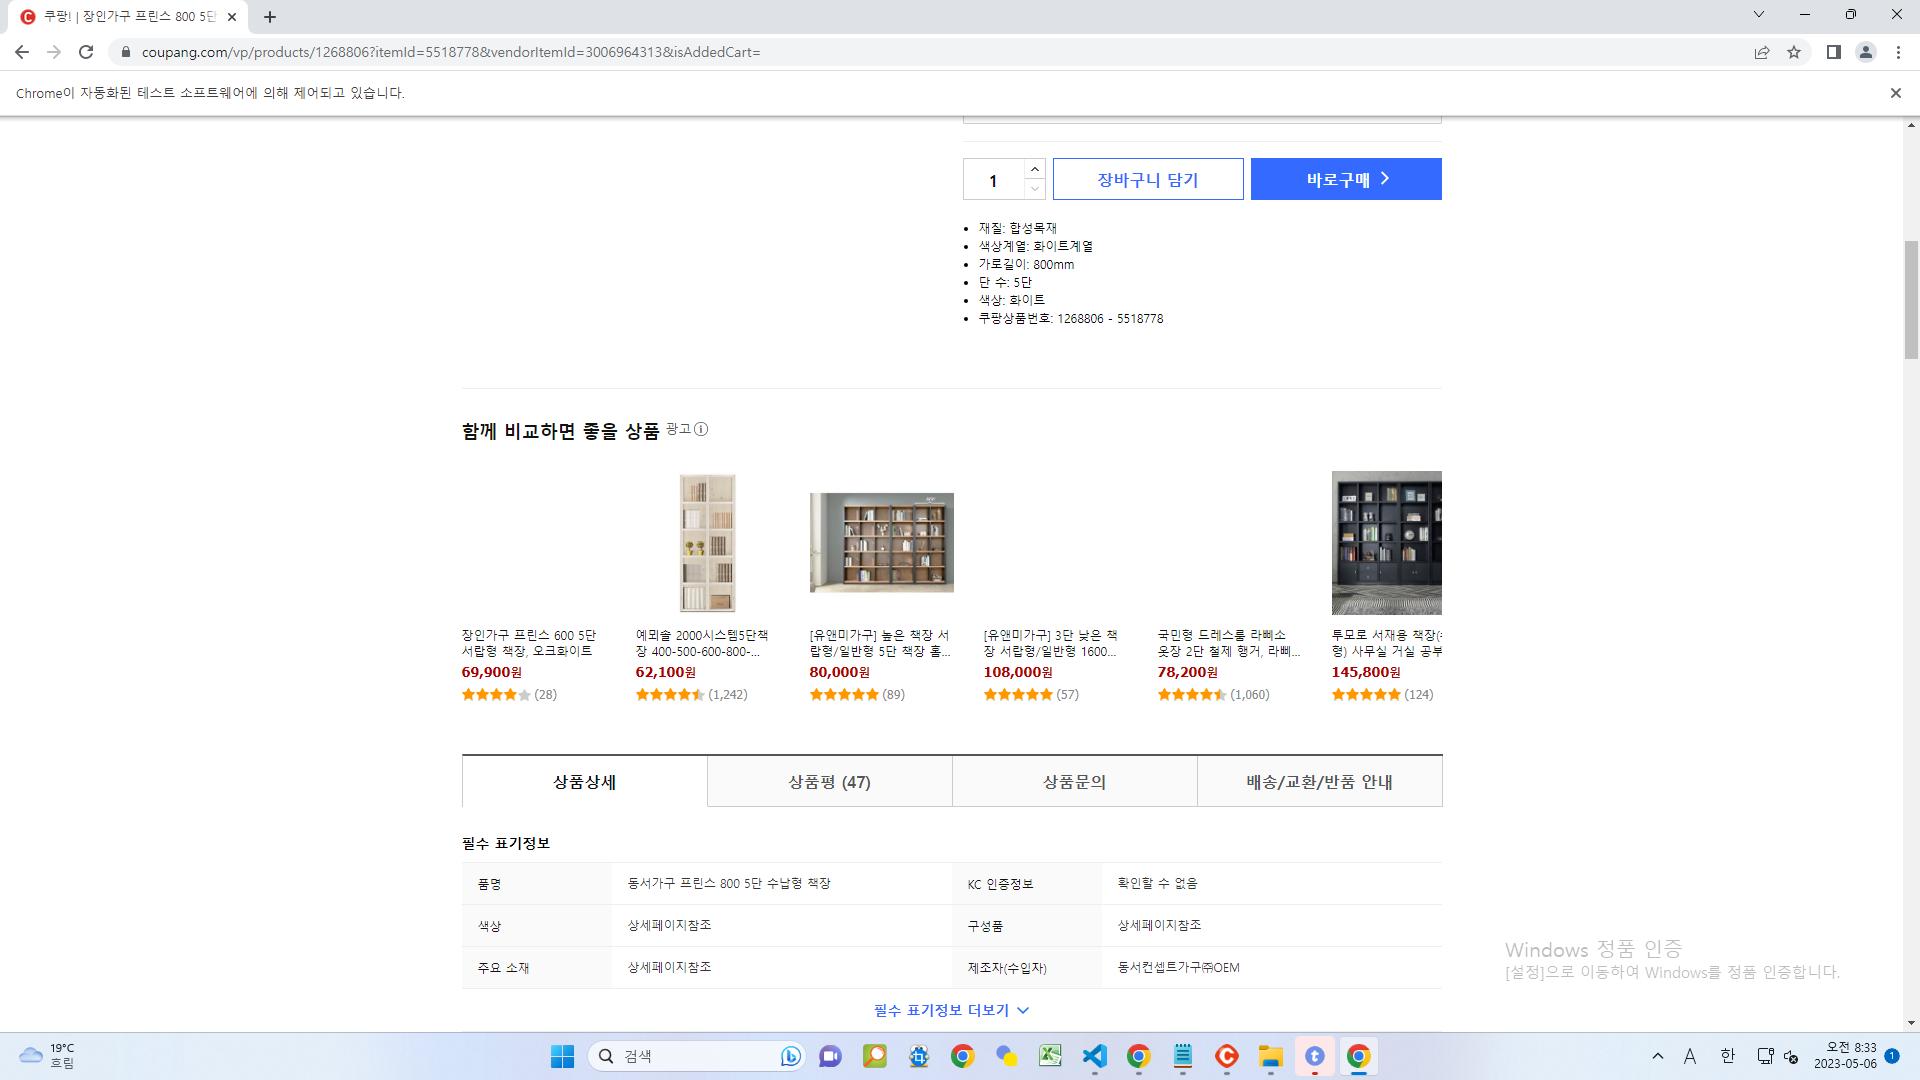 쿠팡! | 장인가구 프린스 800 5단
coupang.com/vp/products/1268806?itemId=5518778&vendorItemId=3006964313&isAddedCart=
Chrome이 자동화된 테스트 소프트웨어에 의해 제어되고 있습니다.
1
장바구니 담기
바로구매
재질: 합성목재
색상계열: 화이트계열
가로길이: 800mm
단 수: 5단
색상: 화이트
쿠팡상품번호: 1268806 - 5518778
함께 비교하면 좋을 상품 광고
장인가구 프린스 600 5단 서랍형 책장, 오크화이트
69,900원
(28)
예뫼솔 2000시스템5단책장 400-500-600-800-...
62,100원
(1,242)
[유앤미가구] 높은 책장 서랍형/일반형 5단 책장 홈...
80,000원
(89)
[유앤미가구] 3단 낮은 책장 서랍형/일반형 1600...
108,000원
(57)
국민형 드레스룸 라삐소 옷장 2단 철제 행거, 라삐...
78,200원
(1,060)
투모로 서재용 책장(
형) 사무실 거실 공부
145,800원
(124)
상품상세
상품평 (47)
상품문의
배송/교환/반품 안내
필수 표기정보
품명 동서가구 프린스 800 5단 수납형 책장 KC 인증정보 확인할 수 없음
색상 상세페이지참조 구성품 상세페이지참조
주요 소재 상세페이지참조 제조자(수입자) 동서컨셉트가구㈜OEM
필수 표기정보 더보기
Windows 정품 인증
[설정]으로 이동하여 Windows를 정품 인증합니다.
19°C
흐림
검색
A
한
오전 8:33
2023-05-06
1